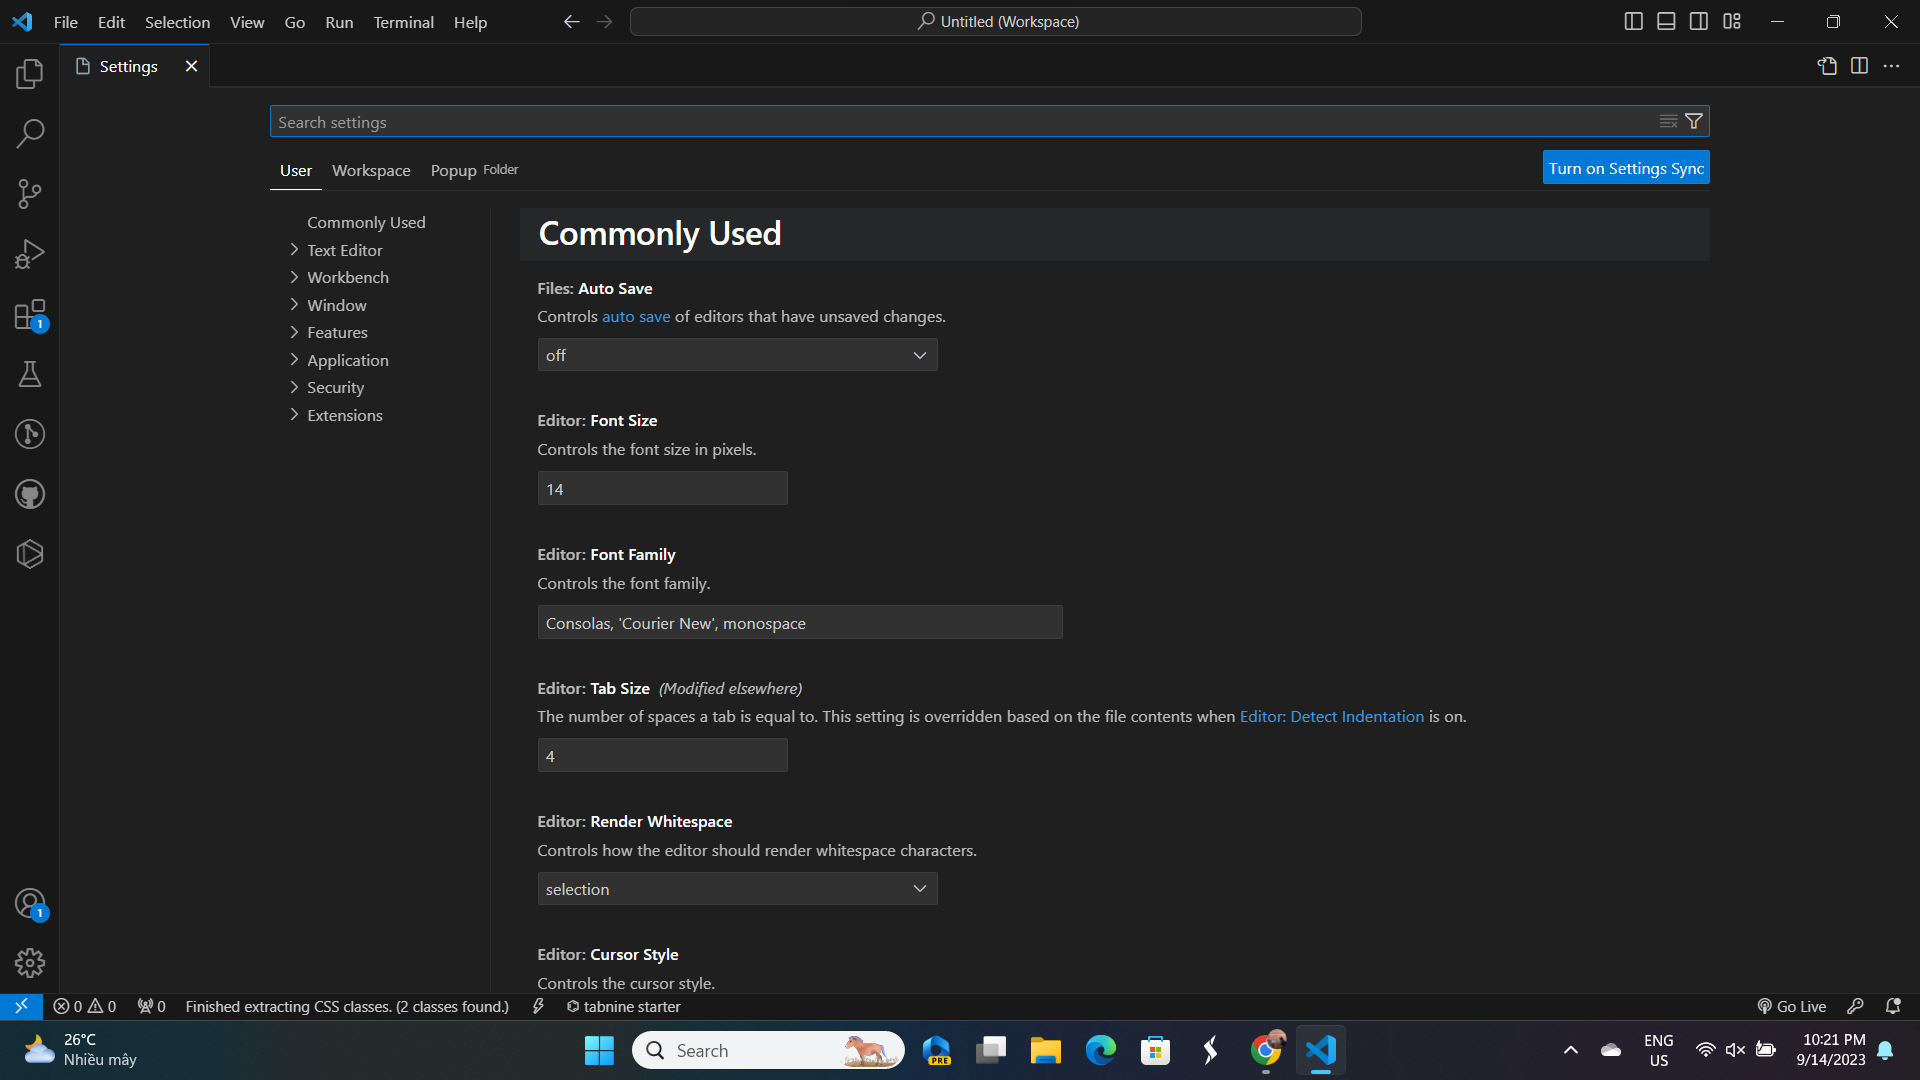 File Edit Selection View Go Run Terminal Help
Untitled (Workspace)
Settings
Search settings
User Workspace Popup Folder
Turn on Settings Sync
Commonly Used
Text Editor
Workbench
Window
Features
Application
Security
Extensions
Commonly Used
Files: Auto Save
Controls auto save of editors that have unsaved changes.
off
Editor: Font Size
Controls the font size in pixels.
14
Editor: Font Family
Controls the font family.
Consolas, 'Courier New', monospace
Editor: Tab Size (Modified elsewhere)
The number of spaces a tab is equal to. This setting is overridden based on the file contents when Editor: Detect Indentation is on.
4
Editor: Render Whitespace
Controls how the editor should render whitespace characters.
selection
Editor: Cursor Style
Controls the cursor style.
1
1
0 0 0 Finished extracting CSS classes. (2 classes found.) tabnine starter Go Live
26°C
Nhiều mây
Search
PRE
ENG
US
10:21 PM
9/14/2023